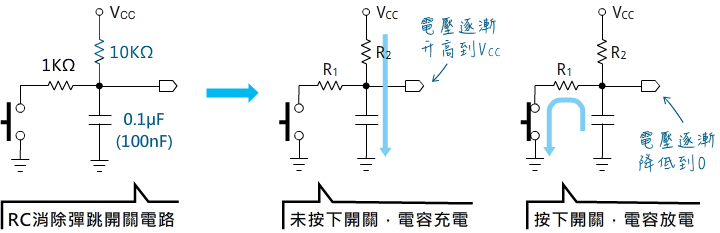 Vcc
10KΩ
1KΩ
0.1μF
(100nF)
RC消除彈跳開關電路
Vcc
電壓逐漸
升高到Vcc
R2
R1
未按下開關，電容充電
Vcc
R2
R1
電壓逐漸
降低到0
按下開關，電容放電